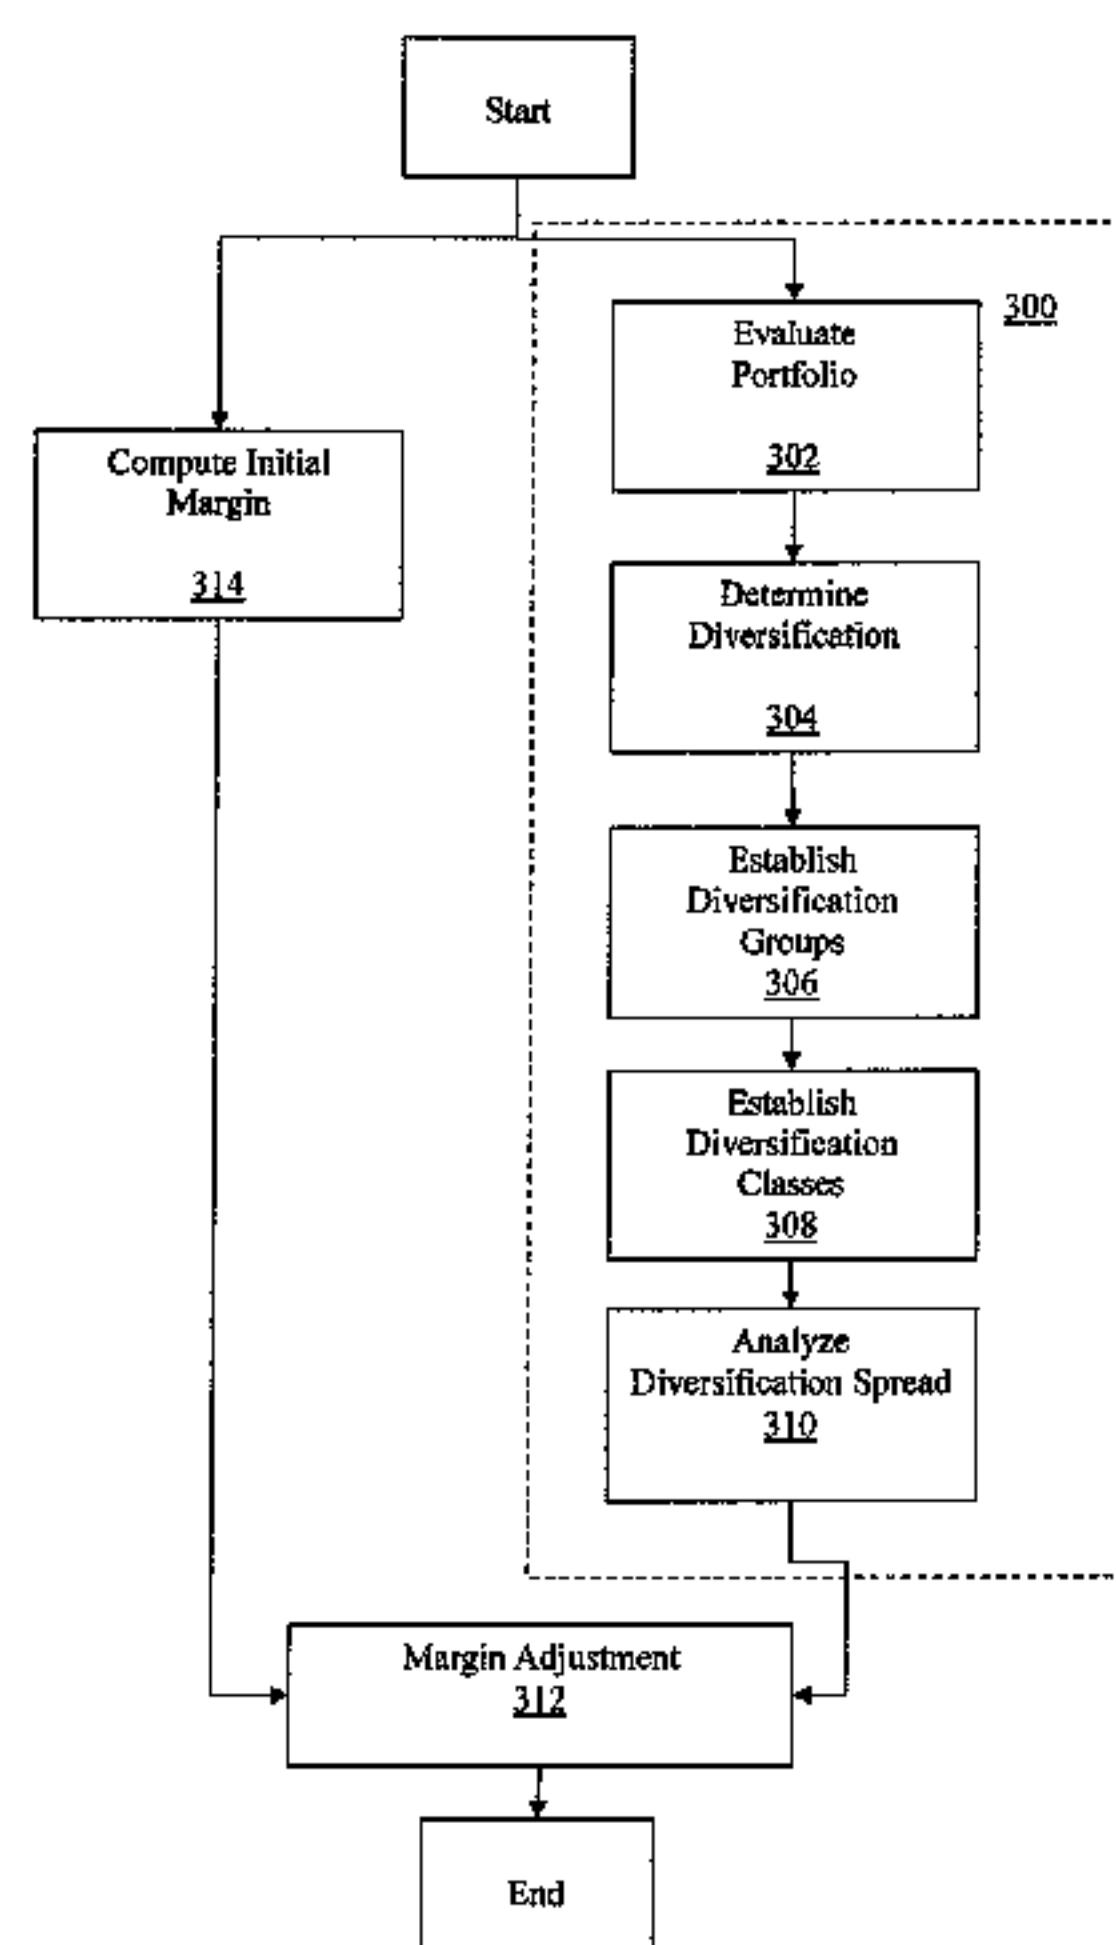 Start
300
Evaluate
Portfolio
302
Compute Initial
Margin
314
Determine
Diversification
304
Establish
Diversification
Groups
306
Establish
Diversification
Classes
308
Analyze
Diversification Spread
310
Margin Adjustment
312
End